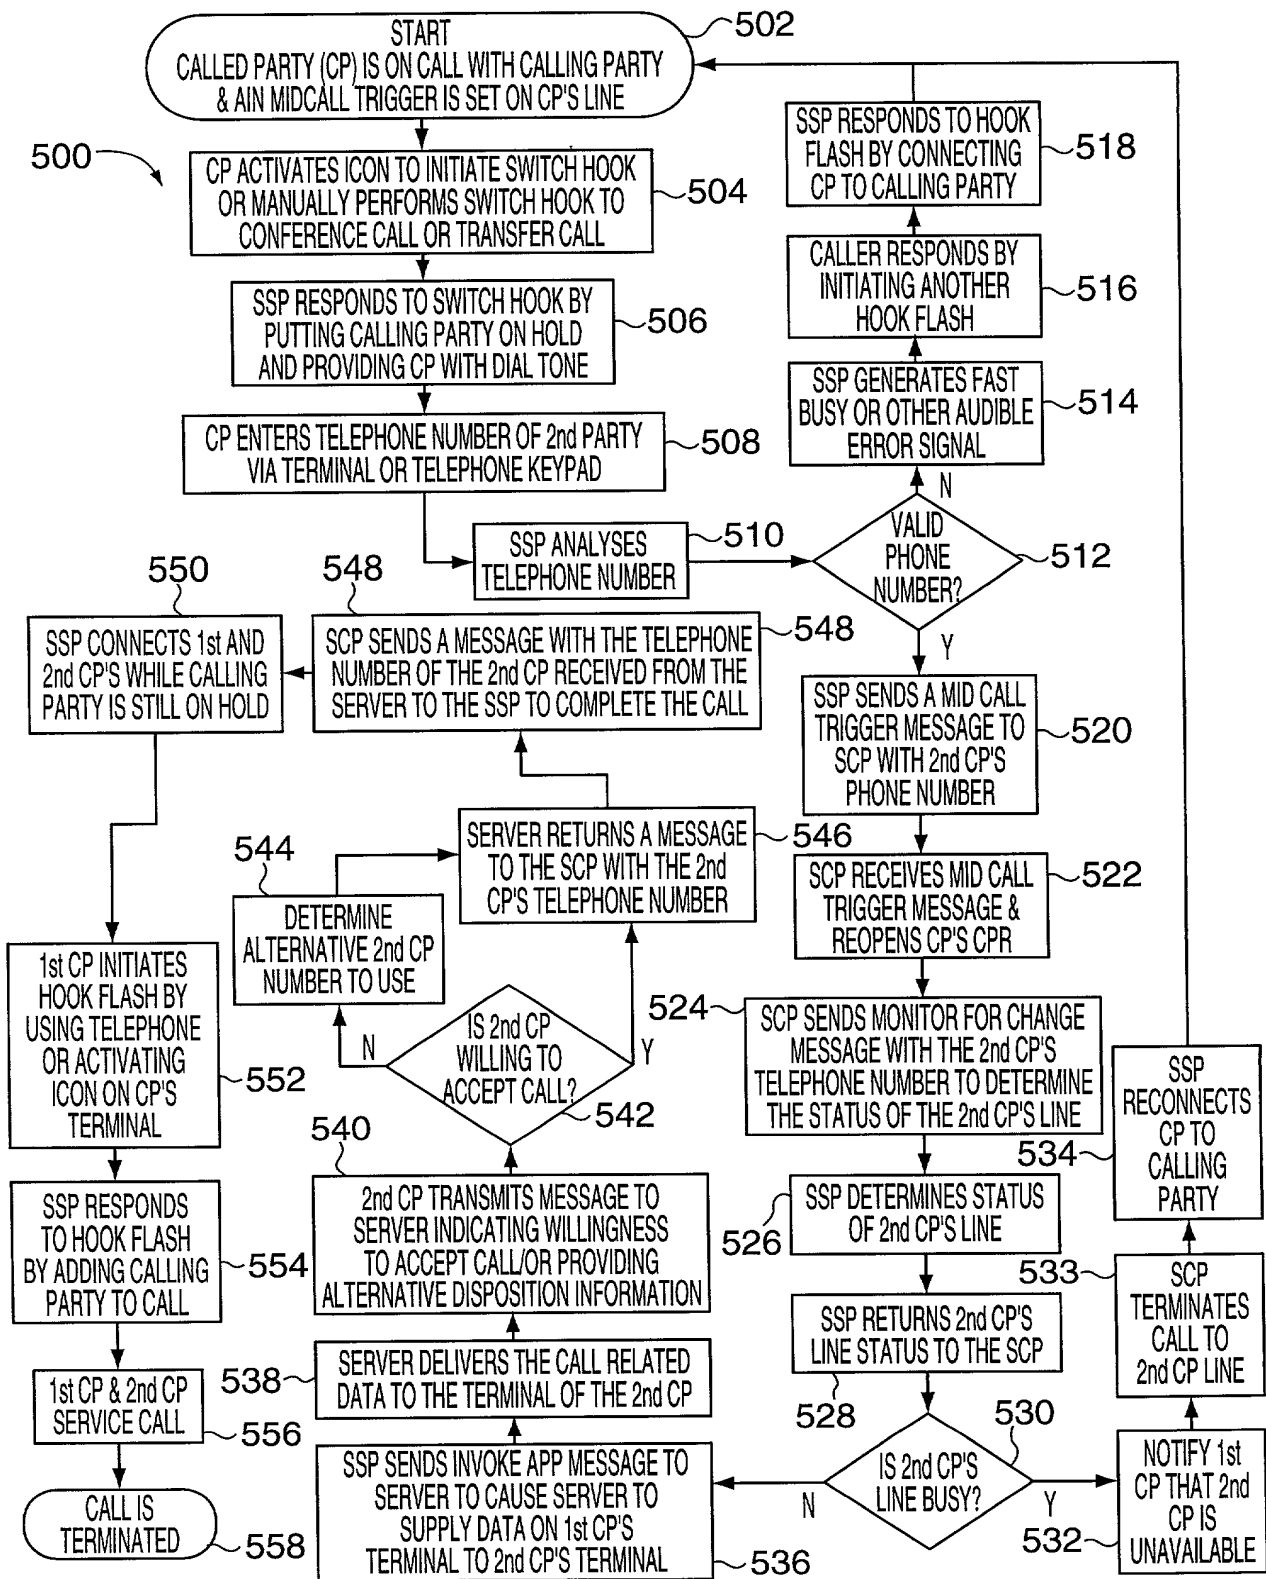 START
CALLED PARTY (CP) IS ON CALL WITH CALLING PARTY
& AIN MIDCALL TRIGGER IS SET ON CP'S LINE
502
500
CP ACTIVATES ICON TO INITIATE SWITCH HOOK
OR MANUALLY PERFORMS SWITCH HOOK TO
CONFERENCE CALL OR TRANSFER CALL
504
SSP RESPONDS TO SWITCH HOOK BY
PUTTING CALLING PARTY ON HOLD
AND PROVIDING CP WITH DIAL TONE
506
CP ENTERS TELEPHONE NUMBER OF 2nd PARTY
VIA TERMINAL OR TELEPHONE KEYPAD
508
SSP ANALYSES
TELEPHONE NUMBER
510
VALID
PHONE
NUMBER?
512
N
Y
SSP GENERATES FAST
BUSY OR OTHER AUDIBLE
ERROR SIGNAL
514
CALLER RESPONDS BY
INITIATING ANOTHER
HOOK FLASH
516
SSP RESPONDS TO HOOK
FLASH BY CONNECTING
CP TO CALLING PARTY
518
SSP SENDS A MID CALL
TRIGGER MESSAGE TO
SCP WITH 2nd CP'S
PHONE NUMBER
520
SCP RECEIVES MID CALL
TRIGGER MESSAGE &
REOPENS CP'S CPR
522
SCP SENDS MONITOR FOR CHANGE
MESSAGE WITH THE 2nd CP'S
TELEPHONE NUMBER TO DETERMINE
THE STATUS OF THE 2nd CP'S LINE
524
SSP DETERMINES STATUS
OF 2nd CP'S LINE
526
SSP RETURNS 2nd CP'S
LINE STATUS TO THE SCP
528
IS 2nd CP'S
LINE BUSY?
530
N
Y
NOTIFY 1st
CP THAT 2nd
CP IS
UNAVAILABLE
532
SCP
TERMINATES
CALL TO
2nd CP LINE
533
SSP
RECONNECTS
CP TO
CALLING
PARTY
534
SSP SENDS INVOKE APP MESSAGE TO
SERVER TO CAUSE SERVER TO
SUPPLY DATA ON 1st CP'S
TERMINAL TO 2nd CP'S TERMINAL
536
SERVER DELIVERS THE CALL RELATED
DATA TO THE TERMINAL OF THE 2nd CP
538
2nd CP TRANSMITS MESSAGE TO
SERVER INDICATING WILLINGNESS
TO ACCEPT CALL/OR PROVIDING
ALTERNATIVE DISPOSITION INFORMATION
540
IS 2nd CP
WILLING TO
ACCEPT CALL?
542
N
Y
DETERMINE
ALTERNATIVE 2nd CP
NUMBER TO USE
544
SERVER RETURNS A MESSAGE
TO THE SCP WITH THE 2nd
CP'S TELEPHONE NUMBER
546
SCP SENDS A MESSAGE WITH THE TELEPHONE
NUMBER OF THE 2nd CP RECEIVED FROM THE
SERVER TO THE SSP TO COMPLETE THE CALL
548
548
SSP CONNECTS 1st AND
2nd CP'S WHILE CALLING
PARTY IS STILL ON HOLD
550
1st CP INITIATES
HOOK FLASH BY
USING TELEPHONE
OR ACTIVATING
ICON ON CP'S
TERMINAL
552
SSP RESPONDS
TO HOOK FLASH
BY ADDING CALLING
PARTY TO CALL
554
1st CP & 2nd CP
SERVICE CALL
556
CALL IS
TERMINATED
558